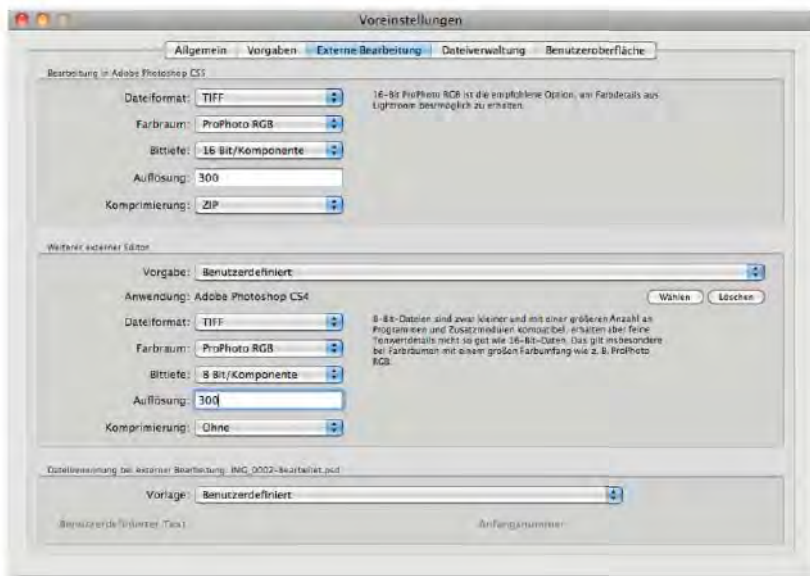 Voreinstellungen
Allgemein Vorgaben Externe Bearbeitung Dateiverwaltung Benutzeroberfläche
Bearbeitung in Adobe Photoshop CS5
Dateiformat: TIFF
16-Bit ProPhoto RGB ist die empfohlene Option, um Farbdetails aus
Lightroom bestmöglich zu erhalten.
Farbraum: ProPhoto RGB
Bittiefe: 16 Bit/Komponente
Auflösung: 300
Komprimierung: ZIP
Weiterer externer Editor
Vorgabe: Benutzerdefiniert
Anwendung: Adobe Photoshop CS4
Wählen Löschen
Dateiformat: TIFF
8-Bit-Dateien sind zwar kleiner und mit einer größeren Anzahl an
Programmen und Zusatzmodulen kompatibel, erhalten aber feine
Tonwertdetails nicht so gut wie 16-Bit-Daten. Das gilt insbesondere
bei Farbräumen mit einem großen Farbumfang wie z. B. ProPhoto
RGB.
Farbraum: ProPhoto RGB
Bittiefe: 8 Bit/Komponente
Auflösung: 300
Komprimierung: Ohne
Dateibenennung bei externer Bearbeitung: IMG_0002-Bearbeitet.psd
Vorlage: Benutzerdefiniert
Benutzerdefinierter Text Anfangsnummer